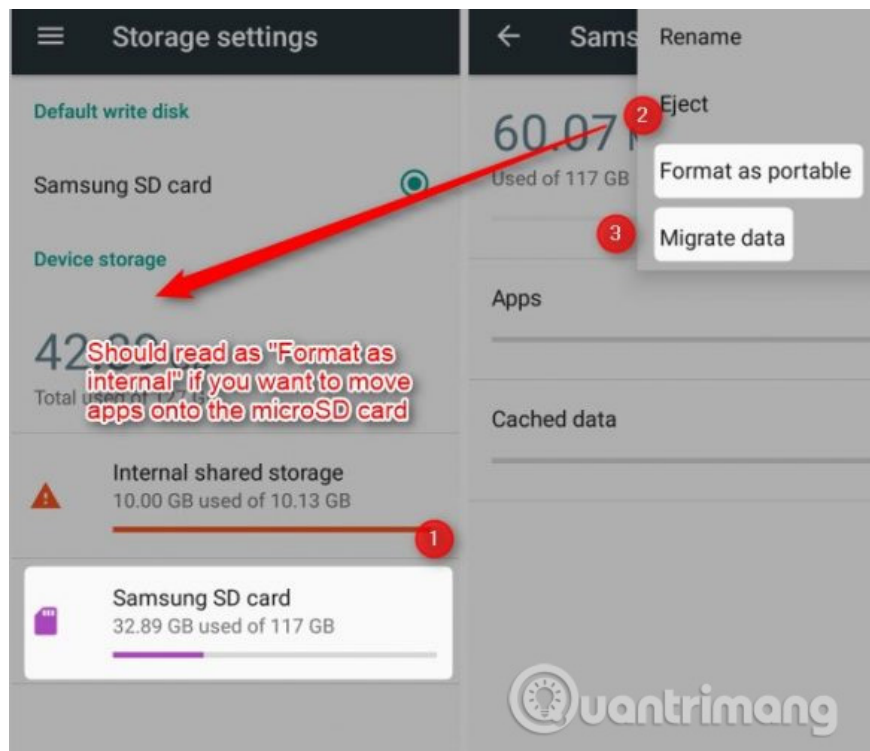 Storage settings
Default write disk
Samsung SD card
Device storage
42.89
Total used of 127 G
Should read as "Format as
internal" if you want to move
apps onto the microSD card
Internal shared storage
10.00 GB used of 10.13 GB
1
Samsung SD card
32.89 GB used of 117 GB
Sams
Rename
2
Eject
60.07
Used of 117 GB
Format as portable
3
Migrate data
Apps
Cached data
Quantrimang